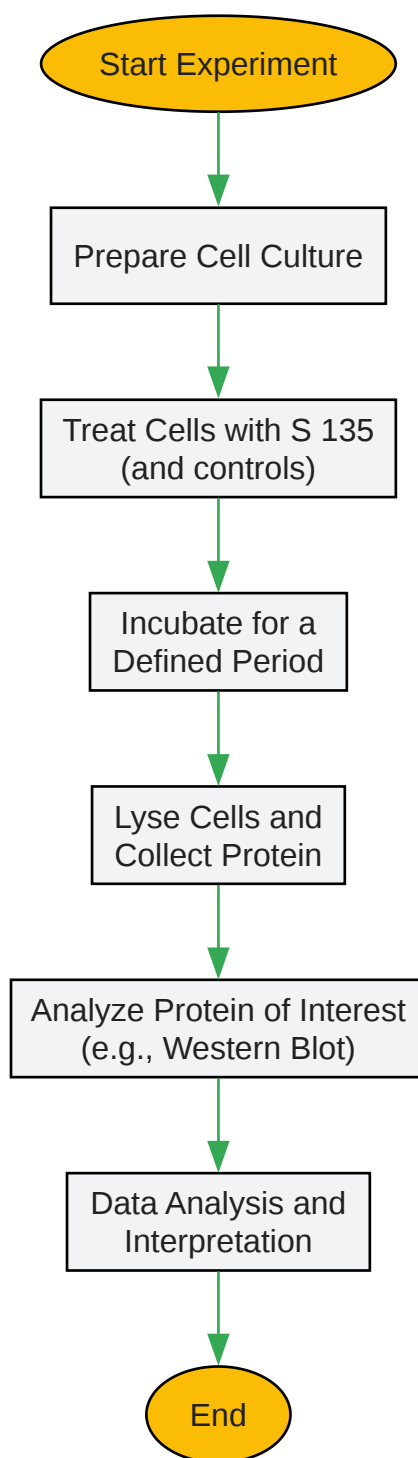 Start Experiment
Prepare Cell Culture
Treat Cells with S 135
(and controls)
Incubate for a
Defined Period
Lyse Cells and
Collect Protein
Analyze Protein of Interest
(e.g., Western Blot)
Data Analysis and
Interpretation
End